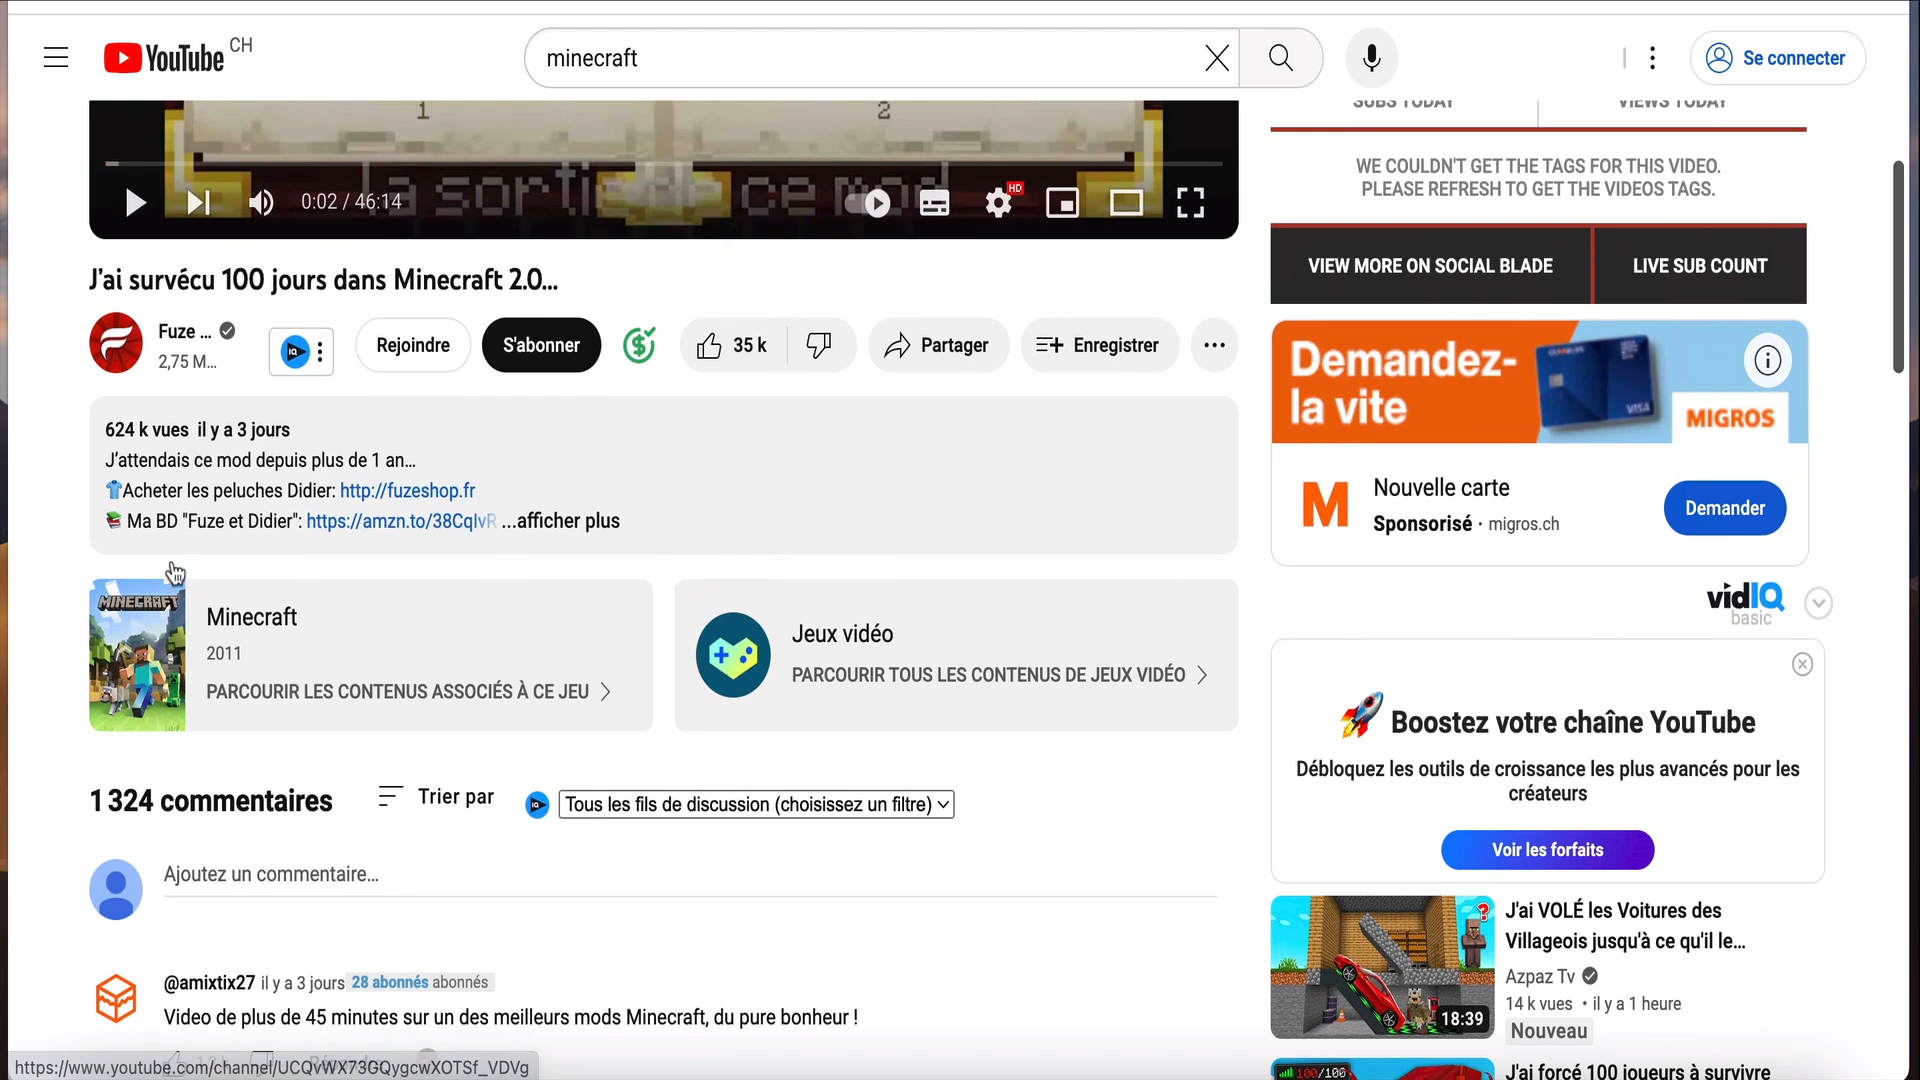 YouTube CH
minecraft
Se connecter
SUBS TODAY
VIEWS TODAY
1
2
la sortie de ce mod
HD
0:02 / 46:14
WE COULDN'T GET THE TAGS FOR THIS VIDEO.
PLEASE REFRESH TO GET THE VIDEOS TAGS.
VIEW MORE ON SOCIAL BLADE
LIVE SUB COUNT
J'ai survécu 100 jours dans Minecraft 2.0...
Fuze ...
2,75 M...
Rejoindre
S'abonner
35 k
Partager
Enregistrer
624 k vues il y a 3 jours
J'attendais ce mod depuis plus de 1 an...
Acheter les peluches Didier: http://fuzeshop.fr
Ma BD "Fuze et Didier": https://amzn.to/38CqlvR ...afficher plus
Demandez-
la vite
VISA
MIGROS
M
Nouvelle carte
Sponsorisé · migros.ch
Demander
vidIQ
basic
MINECRAFT
Minecraft
2011
PARCOURIR LES CONTENUS ASSOCIÉS À CE JEU
Jeux vidéo
PARCOURIR TOUS LES CONTENUS DE JEUX VIDÉO
Boostez votre chaîne YouTube
Débloquez les outils de croissance les plus avancés pour les
créateurs
Voir les forfaits
1 324 commentaires
Trier par
Tous les fils de discussion (choisissez un filtre)
Ajoutez un commentaire...
@amixtix27 il y a 3 jours 28 abonnés abonnés
Video de plus de 45 minutes sur un des meilleurs mods Minecraft, du pure bonheur !
J'ai VOLÉ les Voitures des
Villageois jusqu'à ce qu'il le...
Azpaz Tv
14 k vues • il y a 1 heure
Nouveau
18:39
100/100
J'ai forcé 100 joueurs à survivre
https://www.youtube.com/channel/UCQvWX73GQygcwXOTSf_VDVg